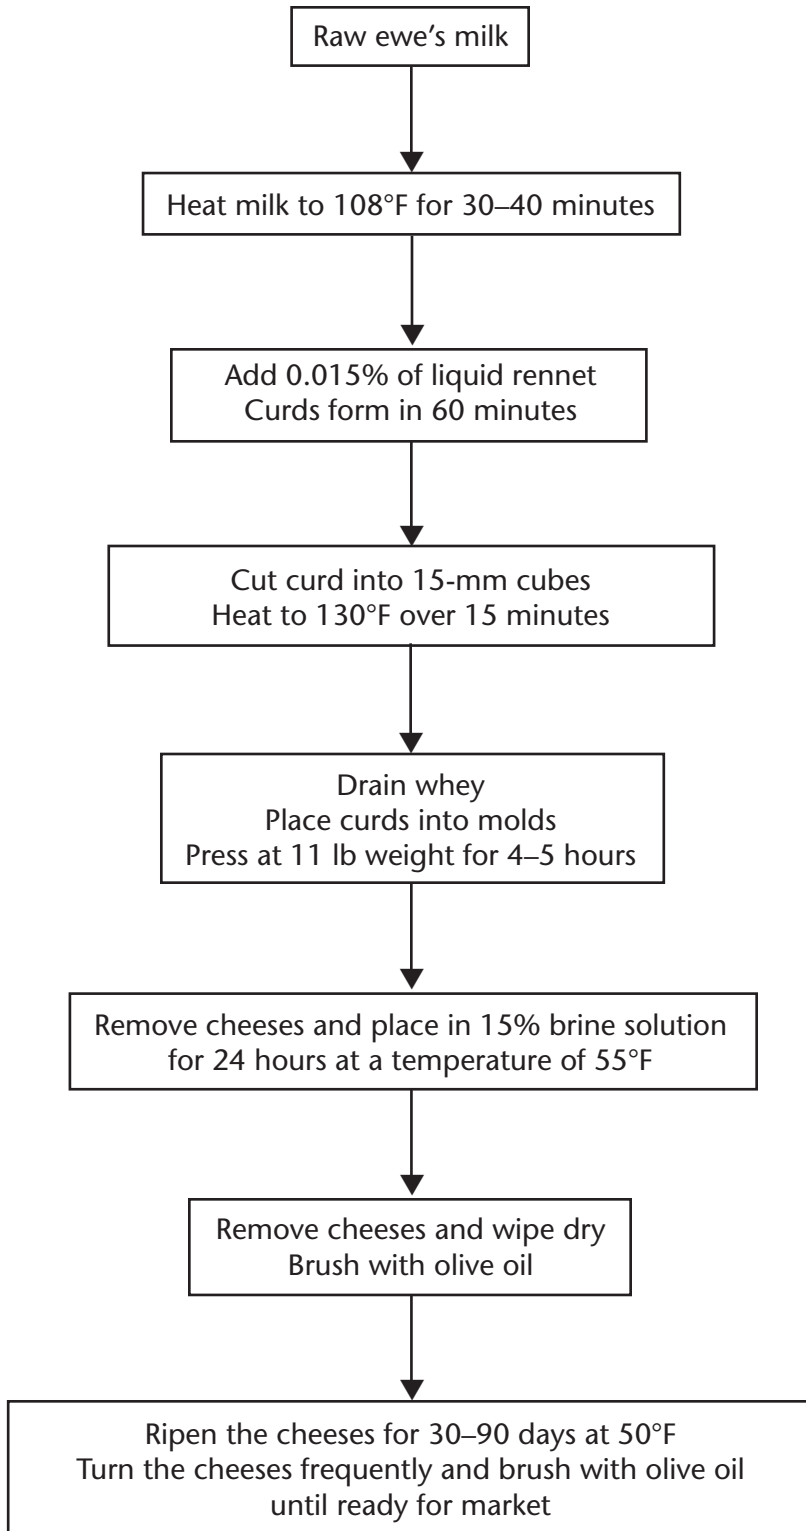 Raw ewe’s milk
Heat milk to 108°F for 30–40 minutes
Add 0.015% of liquid rennet
Curds form in 60 minutes
Cut curd into 15-mm cubes
Heat to 130°F over 15 minutes
Drain whey
Place curds into molds
Press at 11 lb weight for 4–5 hours
Remove cheeses and place in 15% brine solution
for 24 hours at a temperature of 55°F
Remove cheeses and wipe dry
Brush with olive oil
Ripen the cheeses for 30–90 days at 50°F
Turn the cheeses frequently and brush with olive oil
until ready for market